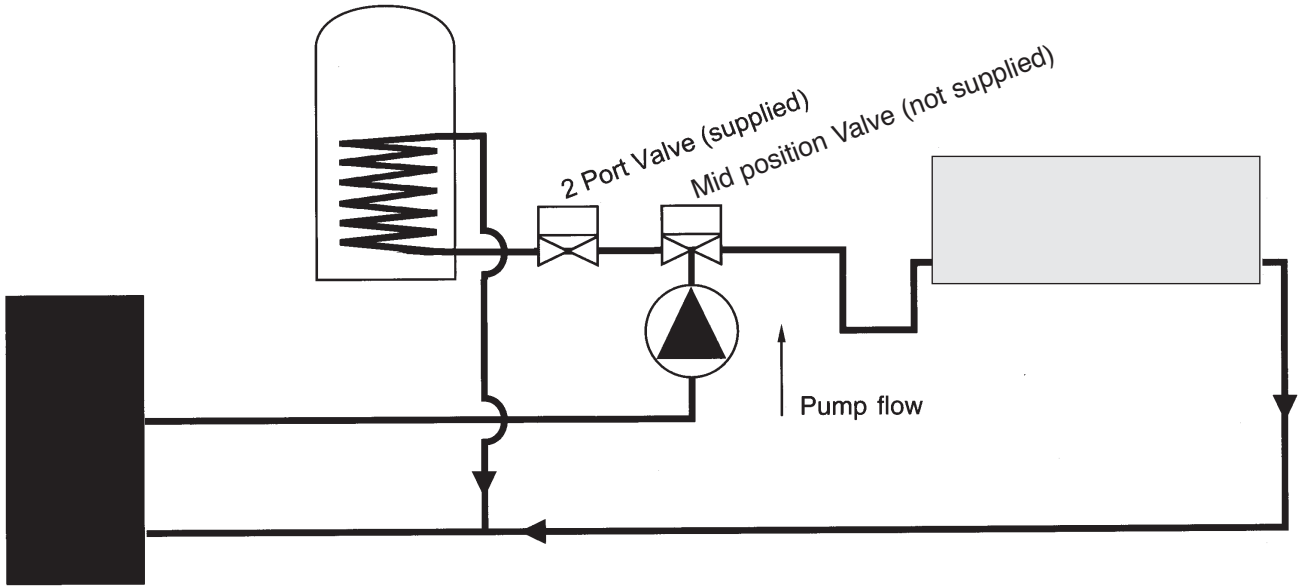 2 Port Valve (supplied)
Mid position Valve (not supplied)
Pump flow